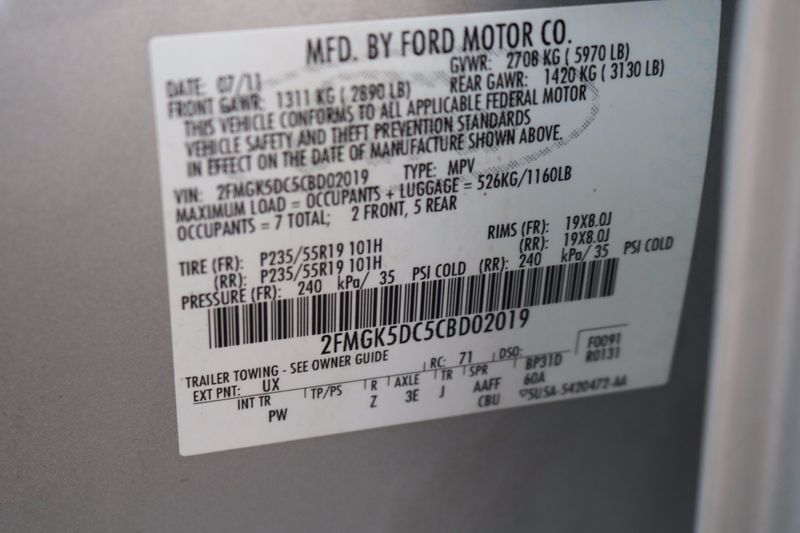 MFD. BY FORD MOTOR CO.
DATE: 07/11 GVWR: 2708 KG ( 5970 LB)
FRONT GAWR: 1311 KG ( 2890 LB) REAR GAWR: 1420 KG ( 3130 LB)
THIS VEHICLE CONFORMS TO ALL APPLICABLE FEDERAL MOTOR
VEHICLE SAFETY AND THEFT PREVENTION STANDARDS
IN EFFECT ON THE DATE OF MANUFACTURE SHOWN ABOVE.
VIN: 2FMGK5DC5CBD02019 TYPE: MPV
MAXIMUM LOAD = OCCUPANTS + LUGGAGE = 526KG/1160LB
OCCUPANTS = 7 TOTAL; 2 FRONT, 5 REAR
TIRE (FR): P235/55R19 101H RIMS (FR): 19X8.0J
(RR): P235/55R19 101H (RR): 19X8.0J
PRESSURE (FR): 240 kPa/ 35 PSI COLD (RR): 240 kPa/ 35 PSI COLD
2FMGK5DC5CBD02019
TRAILER TOWING - SEE OWNER GUIDE F0091
EXT PNT: UX RC: 71 DSO: BP31D R0131
INT TR TP/PS R AXLE TR SPR 60A
PW Z 3E J AAFF
CBU ▽SU5A-5420472-AA